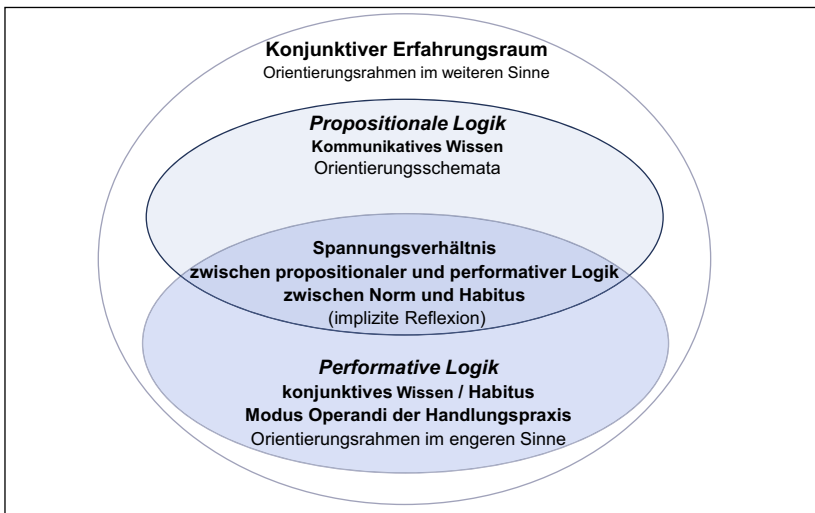 Konjunktiver Erfahrungsraum
Orientierungsrahmen im weiteren Sinne
Propositionale Logik
Kommunikatives Wissen
Orientierungsschemata
Spannungsverhältnis
zwischen propositionaler und performativer Logik
zwischen Norm und Habitus
(implizite Reflexion)
Performative Logik
konjunktives Wissen / Habitus
Modus Operandi der Handlungspraxis
Orientierungsrahmen im engeren Sinne